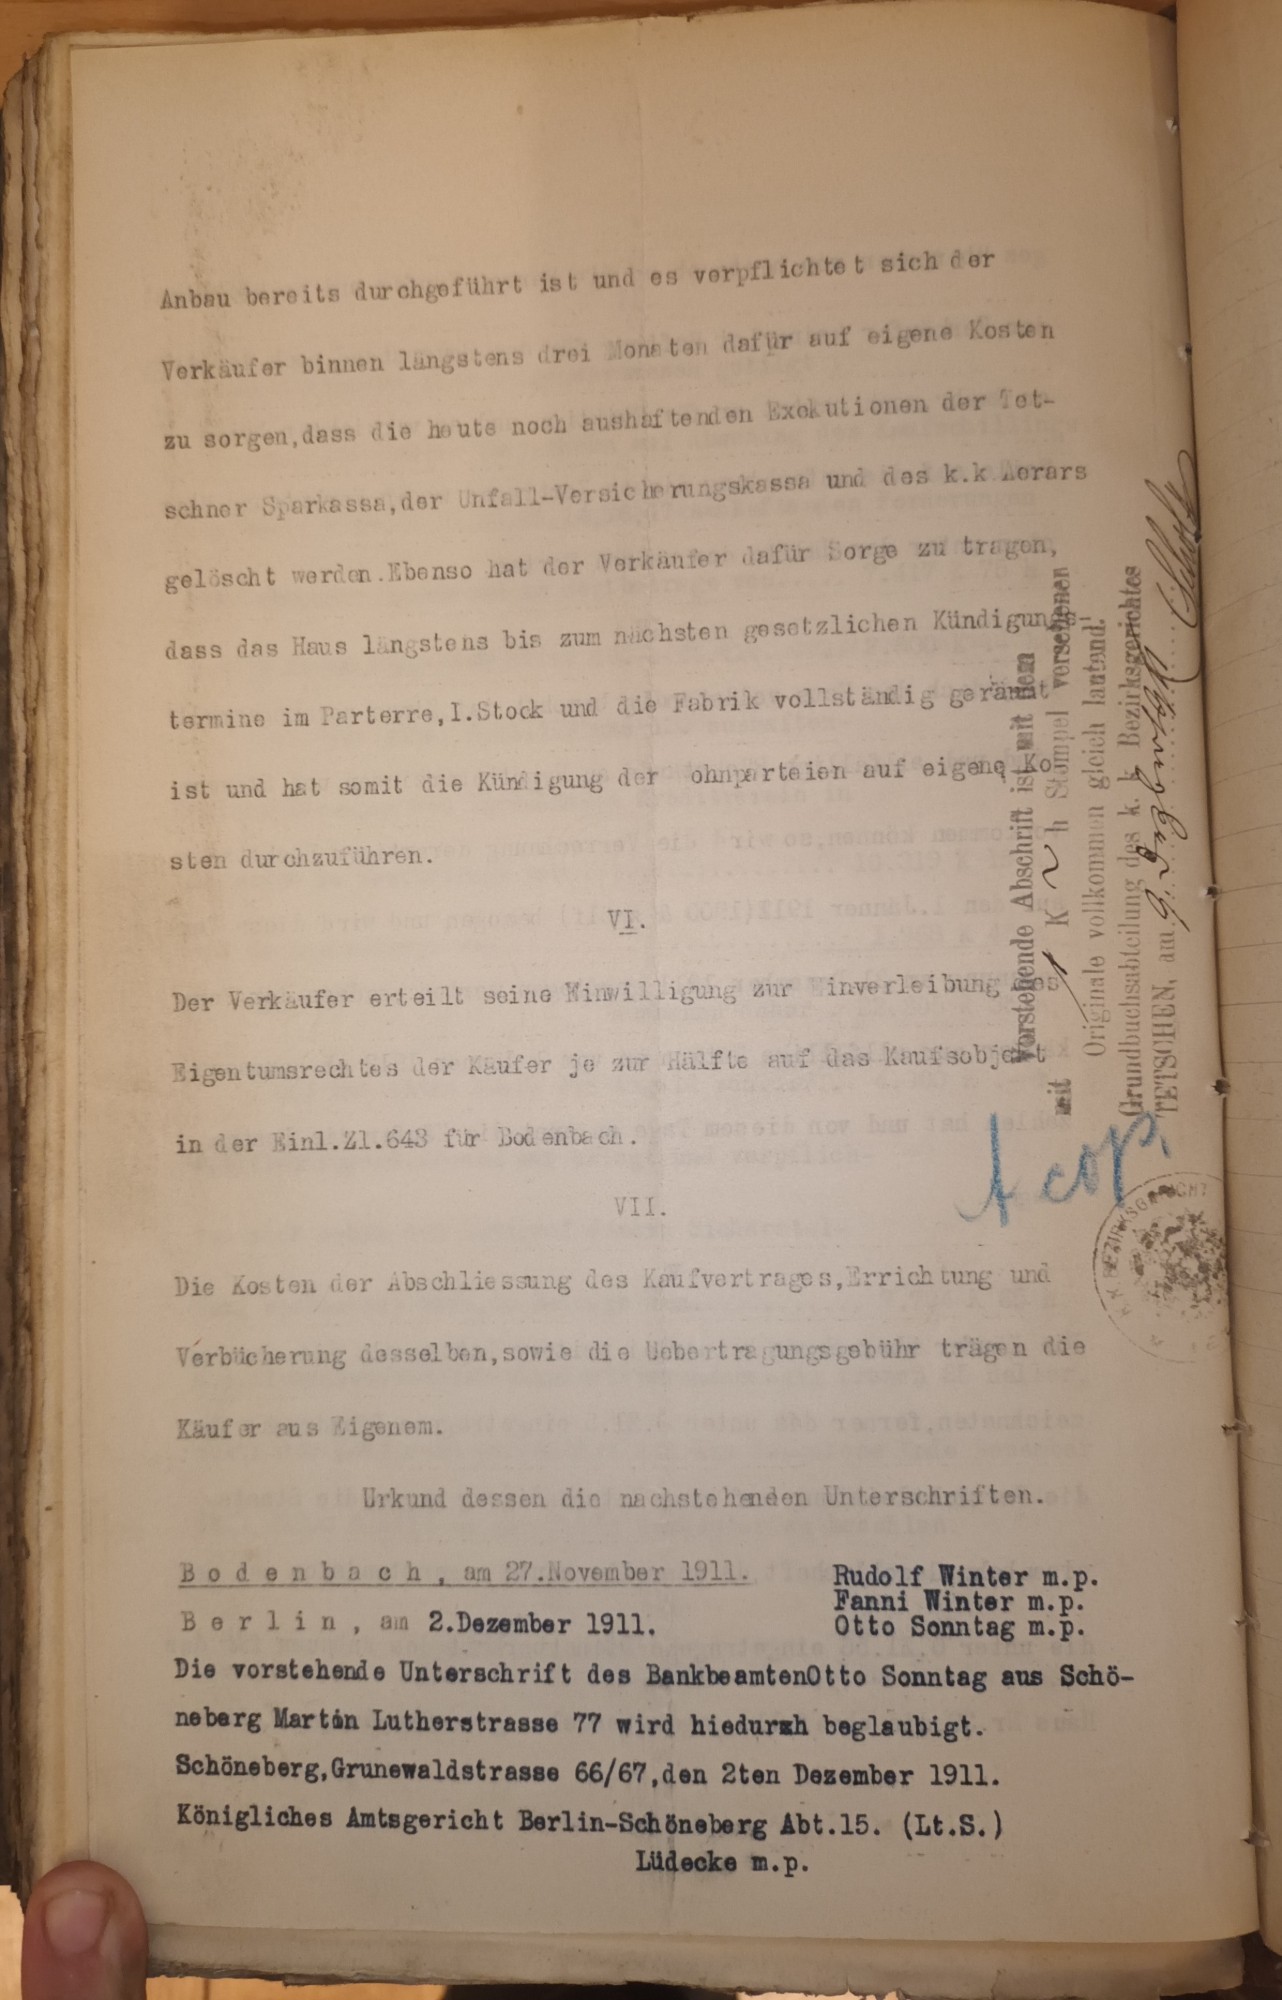 Anbau bereits durchgeführt ist und es verpflichtet sich der
Verkäufer binnen längstens drei Monaten dafür auf eigene Kosten
zu sorgen,dass die heute noch aushaftenden Exekutionen der Tet-
schner Sparkassa,der Unfall-Versicherungskassa und des k.k Aerars
gelöscht werden.Ebenso hat der Verkäufer dafür Sorge zu tragen,
dass das Haus längstens bis zum nächsten gesetzlichen Kündigungs-
termine im Parterre,I.Stock und die Fabrik vollständig geräumt
ist und hat somit die Kündigung der ohnparteien auf eigene Ko-
sten durchzuführen.
VI.
Der Verkäufer erteilt seine Einwilligung zur Einverleibung des
Eigentumsrechtes der Käufer je zur Hälfte auf das Kaufsobjekt
in der Einl.Zl.643 für Bodenbach.
VII.
Die Kosten der Abschliessung des Kaufvertrages,Errichtung und
Verbücherung desselben,sowie die Uebertragungsgebühr trägen die
Käufer aus Eigenem.
Urkund dessen die nachstehenden Unterschriften.
Bodenbach, am 27.November 1911.
Rudolf Winter m.p.
Fanni Winter m.p.
Berlin, am 2.Dezember 1911.
Otto Sonntag m.p.
Die vorstehende Unterschrift des BankbeamtenOtto Sonntag aus Schö-
neberg Martin Lutherstrasse 77 wird hiedurxh beglaubigt.
Schöneberg,Grunewaldstrasse 66/67,den 2ten Dezember 1911.
Königliches Amtsgericht Berlin-Schöneberg Abt.15. (Lt.S.)
Lüdecke m.p.
Vorstehende Abschrift ist mit dem
mit 1 K h Stempel versehenen
Originale vollkommen gleich lautend.
Grundbuchsabteilung des k. k. Bezirksgerichtes
TETSCHEN, am
K.K. BEZIRKSGERICHT